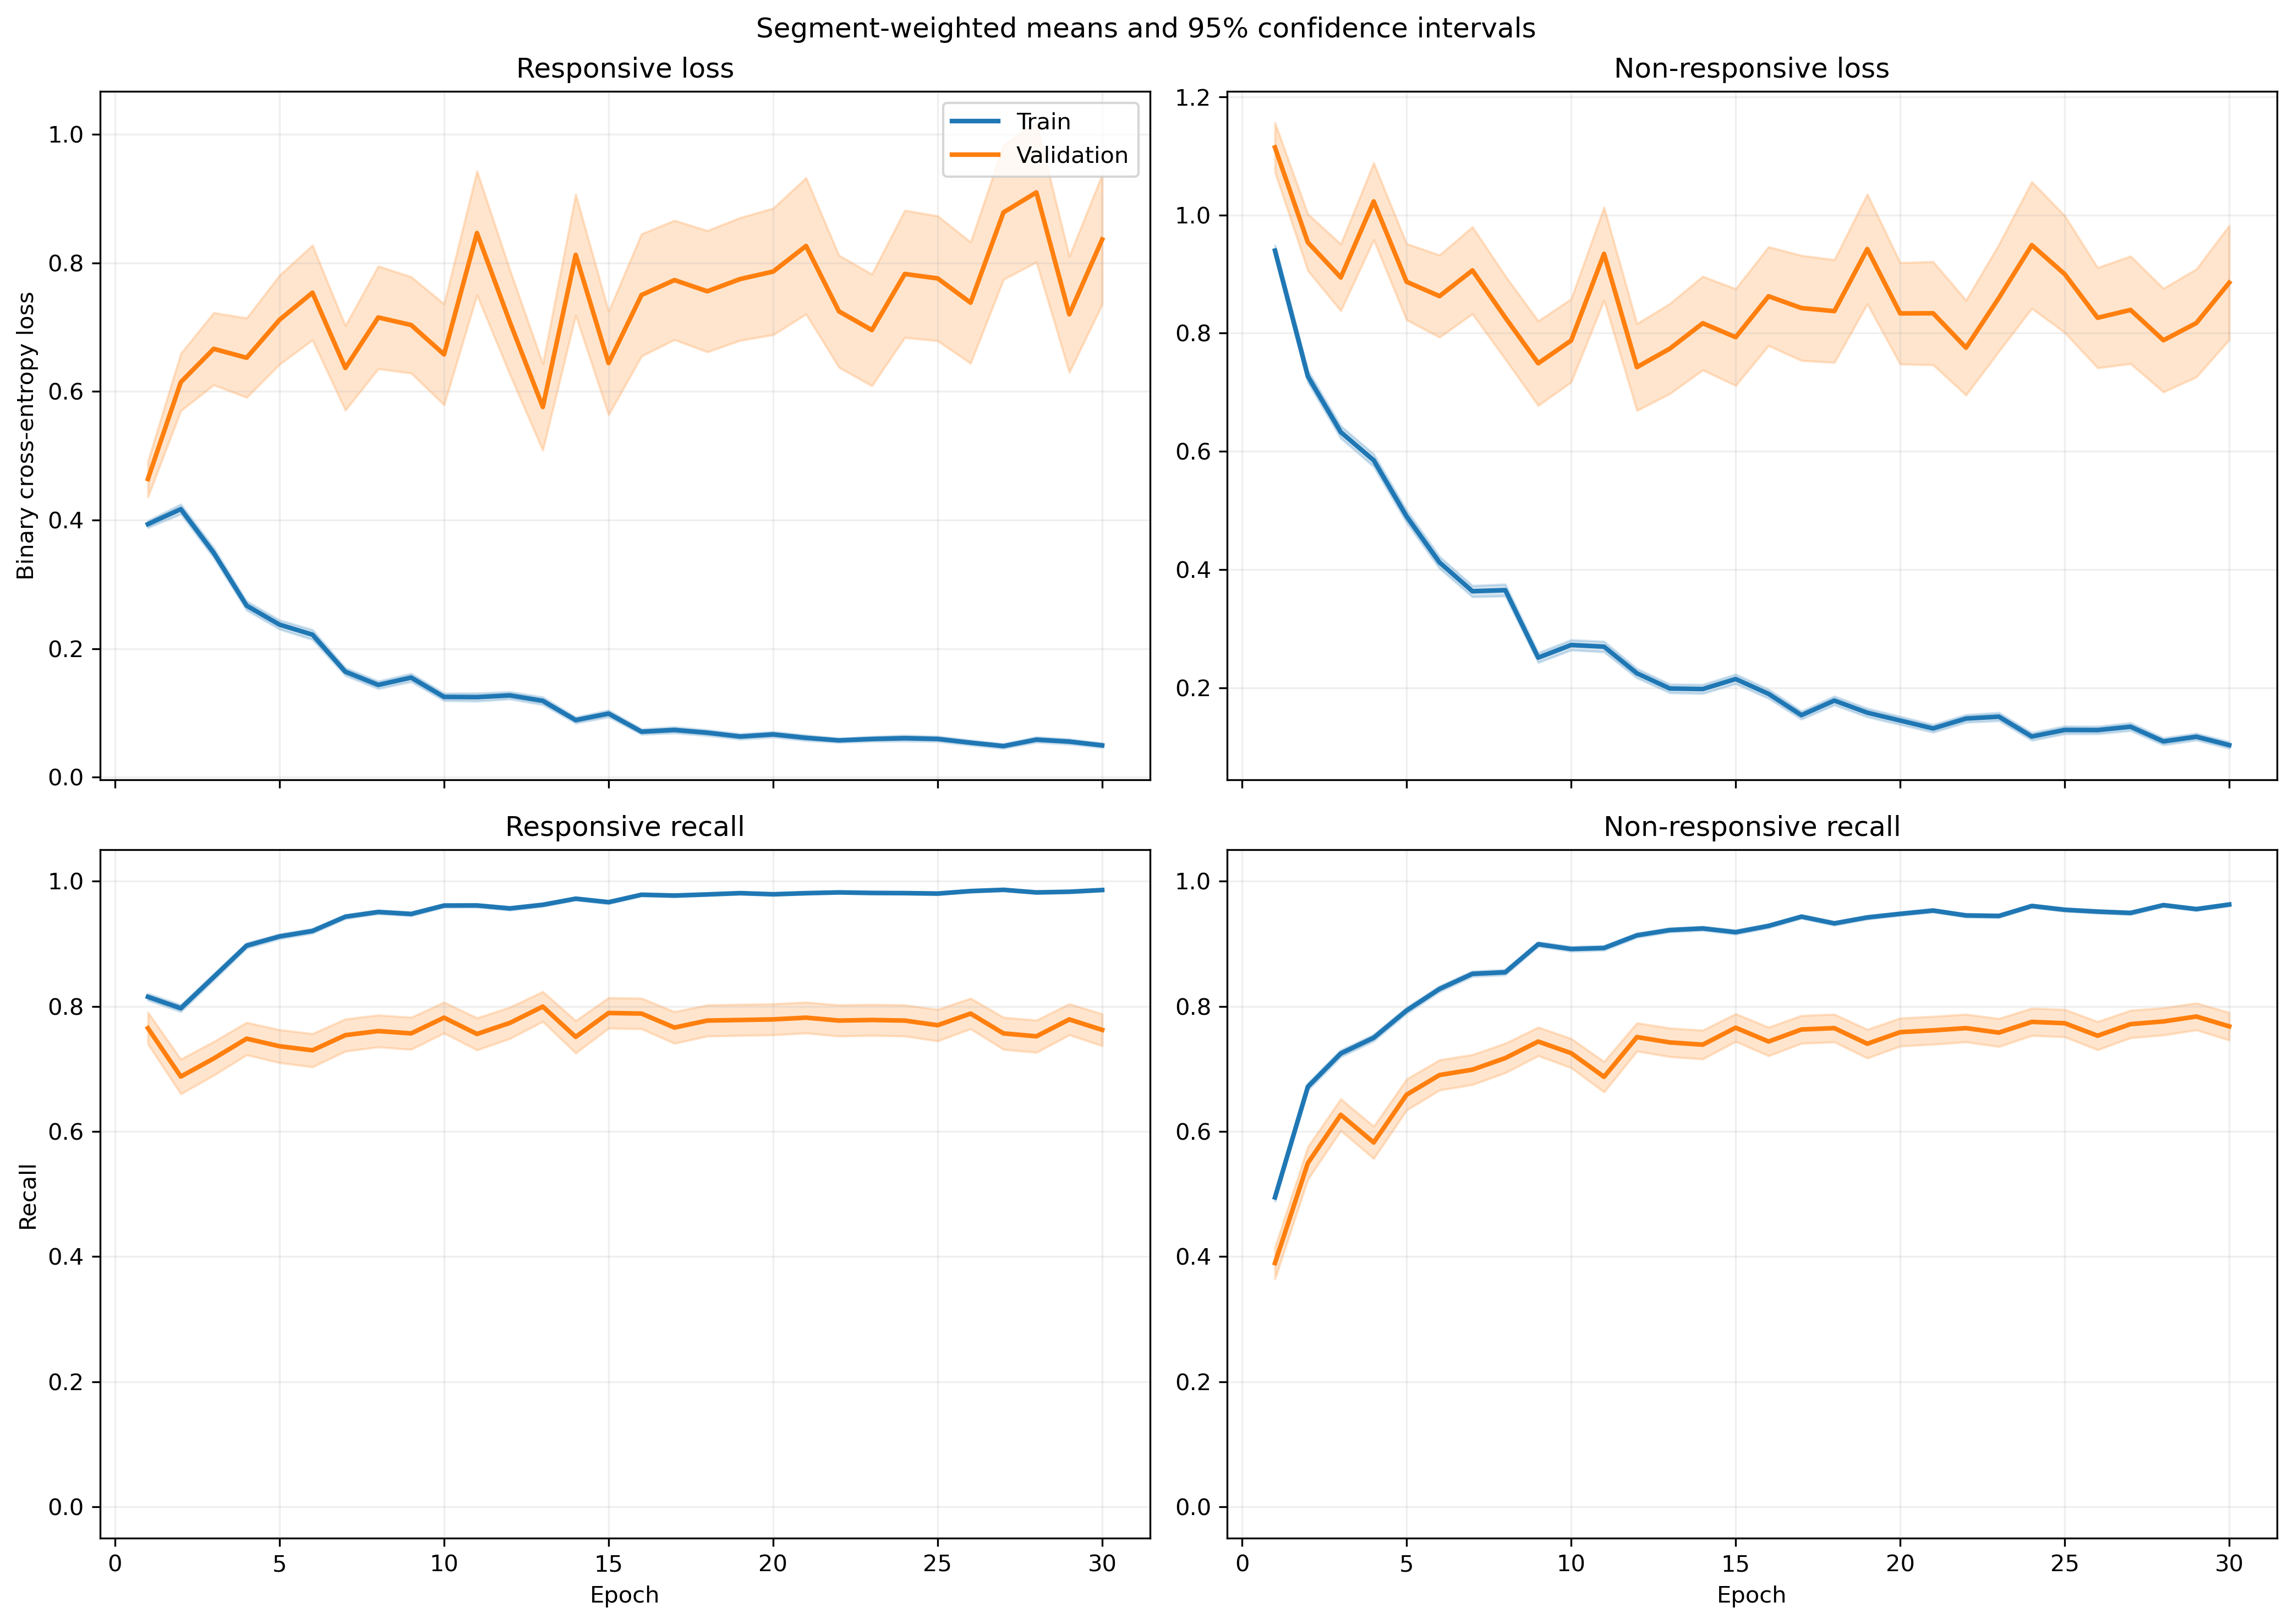 Segment-weighted means and 95% confidence intervals
Responsive loss
Non-responsive loss
Binary cross-entropy loss
1.0
0.8
0.6
0.4
0.2
0.0
Train
Validation
1.2
1.0
0.8
0.6
0.4
0.2
Responsive recall
Non-responsive recall
Recall
1.0
0.8
0.6
0.4
0.2
0.0
0 5 10 15 20 25 30
Epoch
1.0
0.8
0.6
0.4
0.2
0.0
0 5 10 15 20 25 30
Epoch